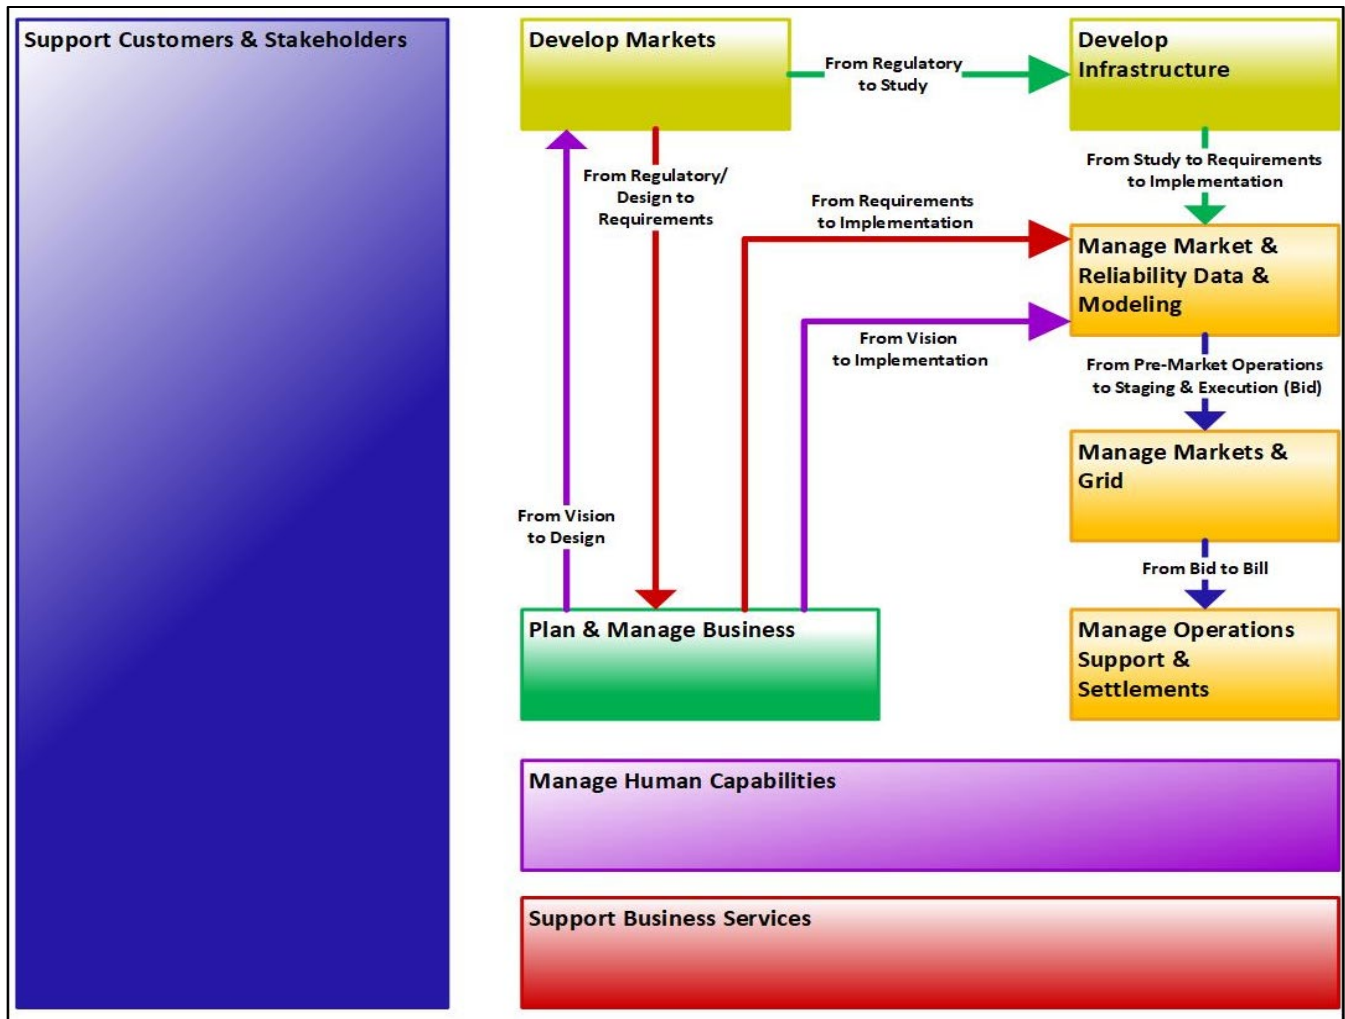 Support Customers & Stakeholders
Develop Markets
From Regulatory
to Study
Develop
Infrastructure
From Study to Requirements
to Implementation
From Regulatory/
Design to
Requirements
From Requirements
to Implementation
Manage Market &
Reliability Data &
Modeling
From Vision
to Implementation
From Pre-Market Operations
to Staging & Execution (Bid)
Manage Markets &
Grid
From Vision
to Design
From Bid to Bill
Plan & Manage Business
Manage Operations
Support &
Settlements
Manage Human Capabilities
Support Business Services